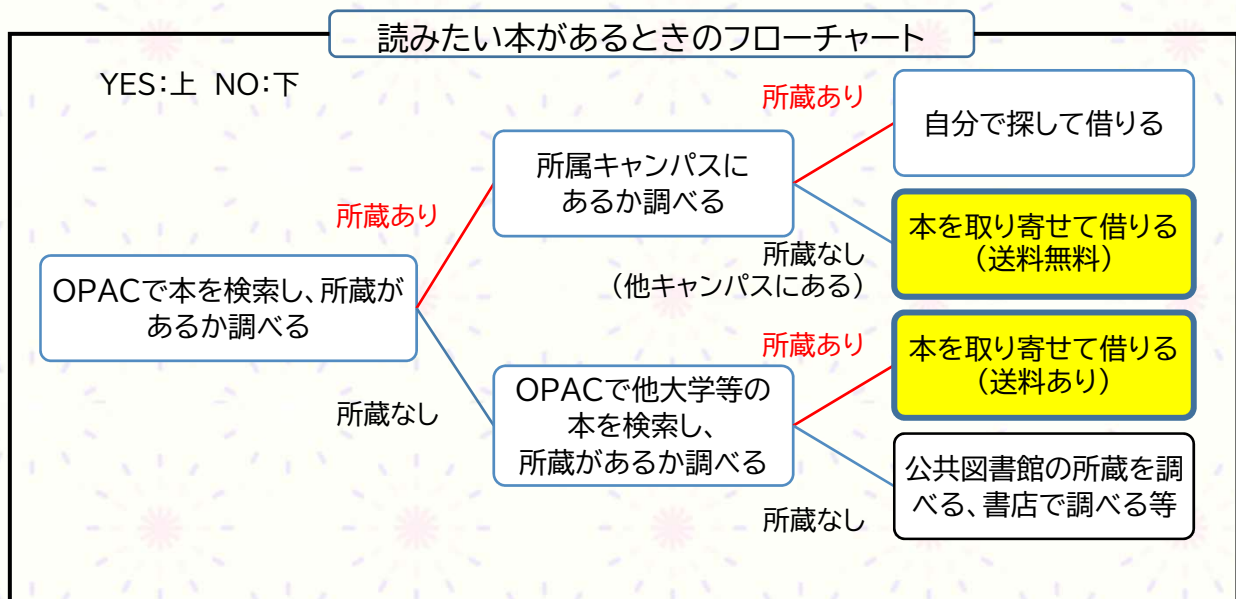 読みたい本があるときのフローチャート
YES:上 NO:下
OPACで本を検索し、所蔵が
あるか調べる
所蔵あり
所属キャンパスに
あるか調べる
所蔵あり
自分で探して借りる
所蔵なし
(他キャンパスにある)
本を取り寄せて借りる
(送料無料)
所蔵なし
OPACで他大学等の
本を検索し、
所蔵があるか調べる
所蔵あり
本を取り寄せて借りる
(送料あり)
所蔵なし
公共図書館の所蔵を調
べる、書店で調べる等